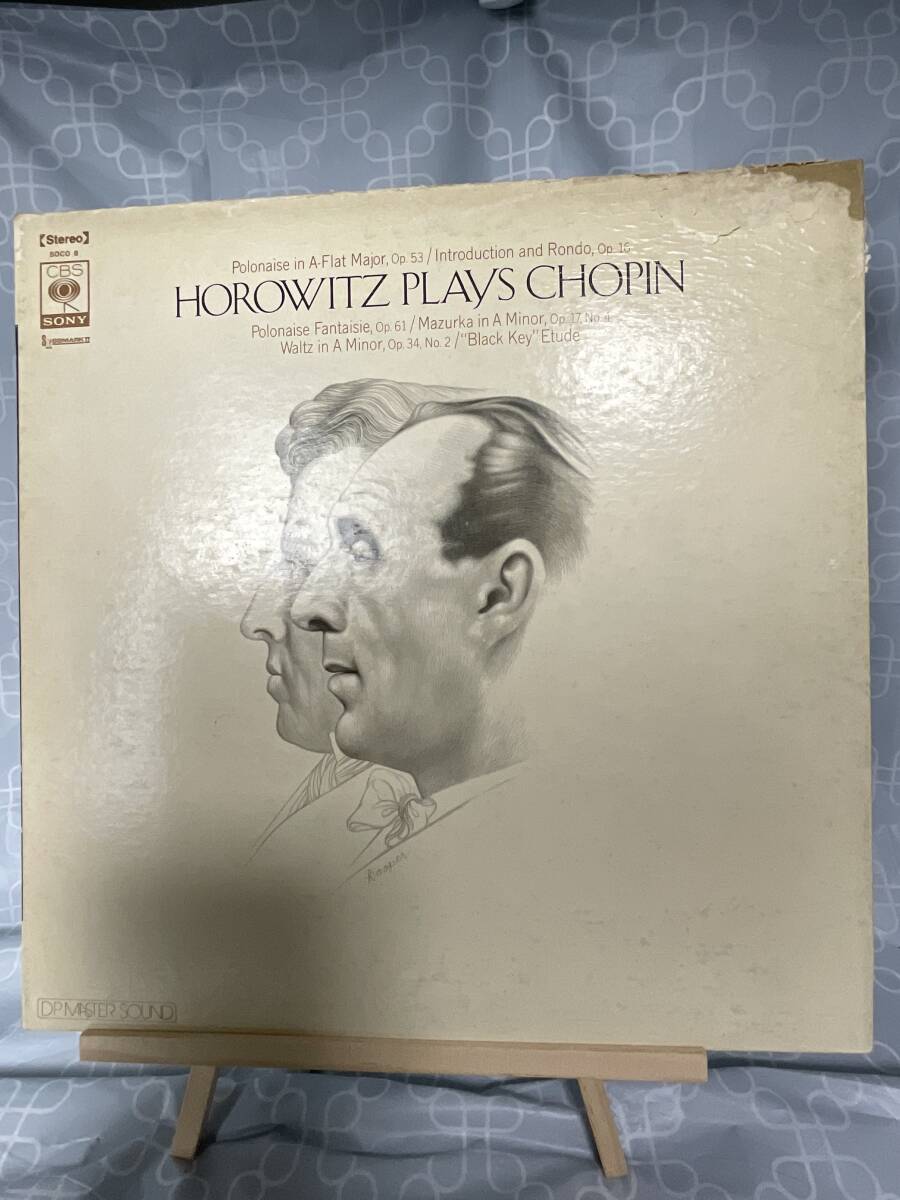 【Stereo】
SOCO 8
CBS
SONY
Polonaise in A-Flat Major, Op. 53 / Introduction and Rondo, Op. 16
HOROWITZ PLAYS CHOPIN
Polonaise Fantaisie, Op. 61 / Mazurka in A Minor, Op. 17, No. 4
Waltz in A Minor, Op. 34, No. 2 / "Black Key" Etude
D.P. MASTER SOUND